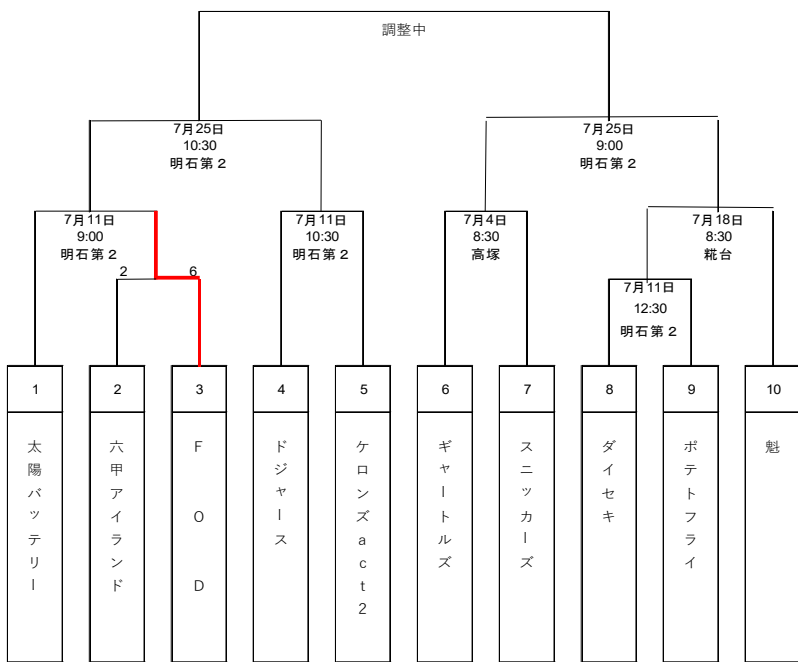 調整中
7月25日
10:30
明石第2
7月25日
9:00
明石第2
7月11日
9:00
明石第2
7月11日
10:30
明石第2
7月4日
8:30
高塚
7月18日
8:30
糀台
2 6
7月11日
12:30
明石第2
1 2 3 4 5 6 7 8 9 10
太陽バッテリー
六甲アイランド
FOD
ドジャース
ケロンズact2
ギャートルズ
スニッカーズ
ダイセキ
ポテトフライ
魁